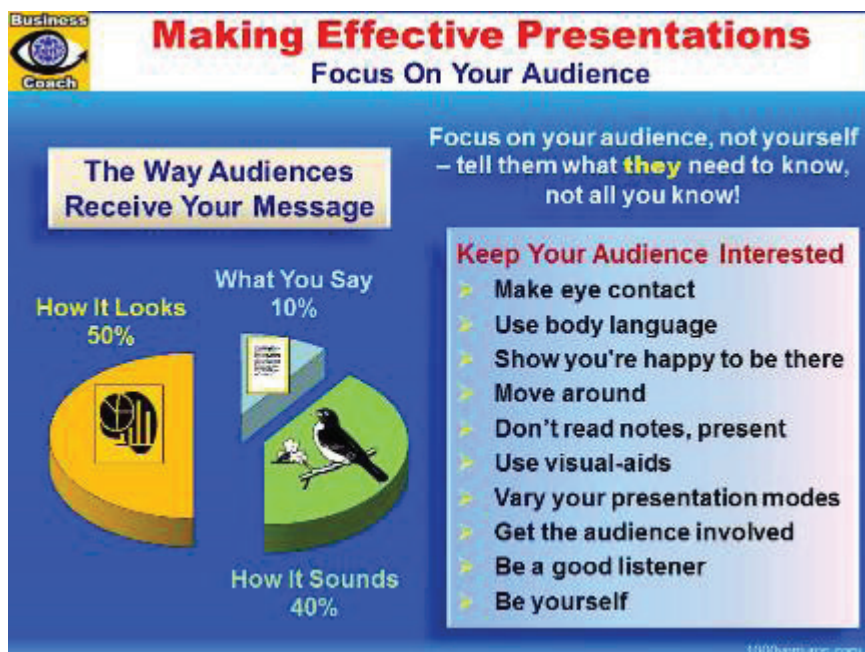 Business
Coach
Making Effective Presentations
Focus On Your Audience
The Way Audiences
Receive Your Message
What You Say
10%
How It Looks
50%
How It Sounds
40%
Focus on your audience, not yourself
– tell them what they need to know,
not all you know!
Keep Your Audience Interested
Make eye contact
Use body language
Show you're happy to be there
Move around
Don't read notes, present
Use visual-aids
Vary your presentation modes
Get the audience involved
Be a good listener
Be yourself